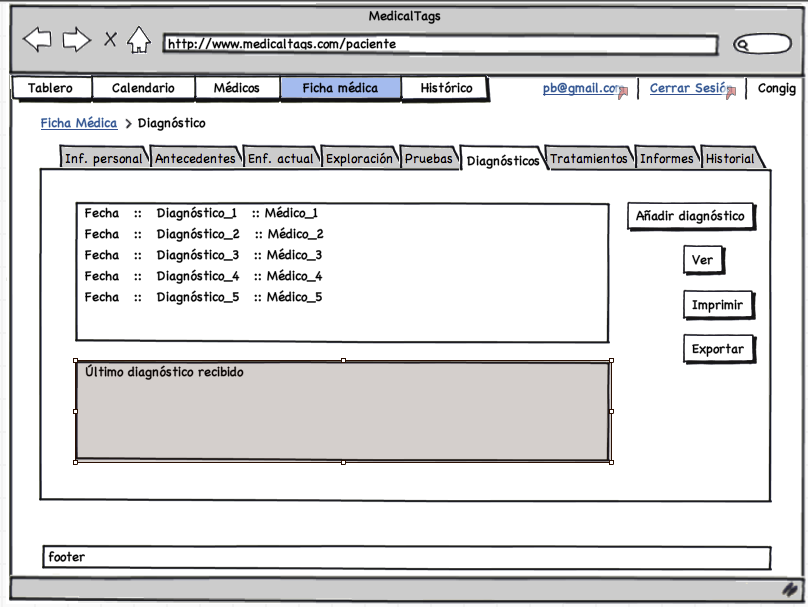 MedicalTags
http://www.medicaltags.com/paciente
Tablero Calendario Médicos Ficha médica Histórico pb@gmail.com Cerrar Sesión Congig
Ficha Médica > Diagnóstico
Inf. personal Antecedentes Enf. actual Exploración Pruebas Diagnósticos Tratamientos Informes Historial
Fecha :: Diagnóstico_1 :: Médico_1
Fecha :: Diagnóstico_2 :: Médico_2
Fecha :: Diagnóstico_3 :: Médico_3
Fecha :: Diagnóstico_4 :: Médico_4
Fecha :: Diagnóstico_5 :: Médico_5
Añadir diagnóstico
Ver
Imprimir
Exportar
Último diagnóstico recibido
footer